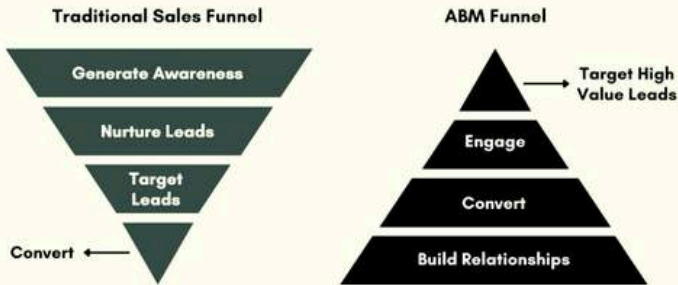 Traditional Sales Funnel
Generate Awareness
Nurture Leads
Target
Leads
Convert
ABM Funnel
Target High
Value Leads
Engage
Convert
Build Relationships